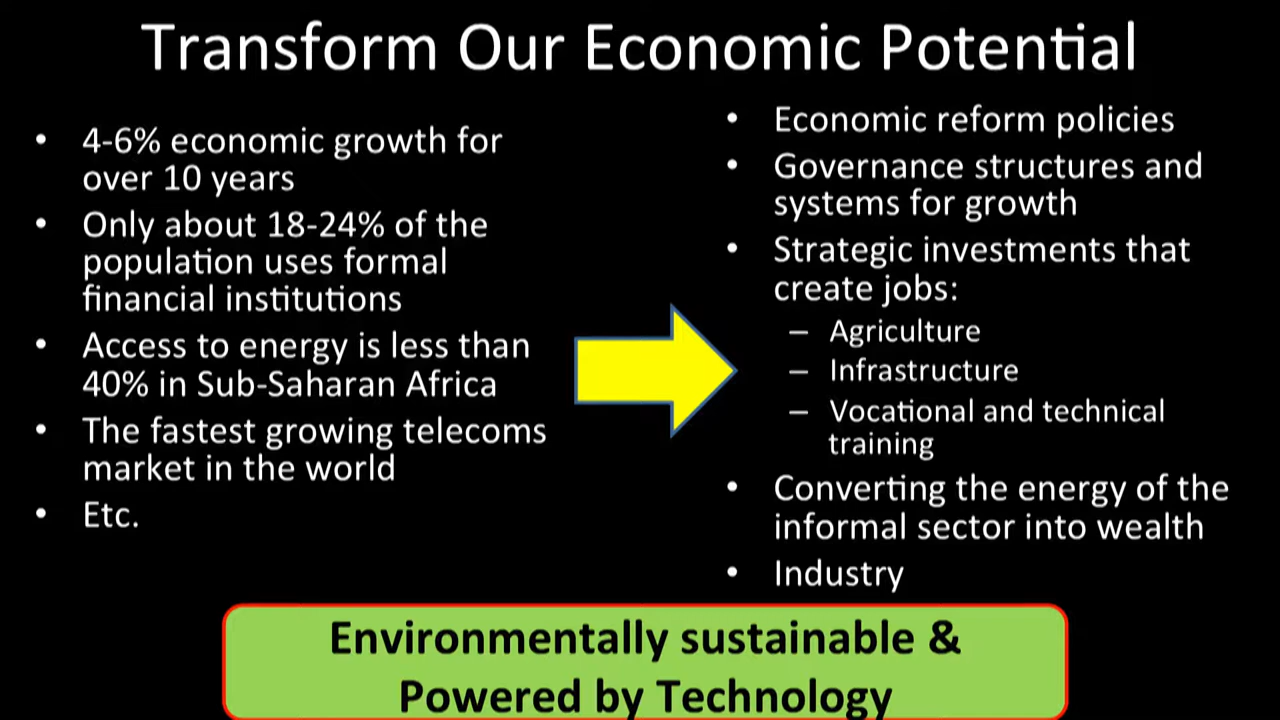 Transform Our Economic Potential
• 4-6% economic growth for
over 10 years
• Only about 18-24% of the
population uses formal
financial institutions
• Access to energy is less than
40% in Sub-Saharan Africa
• The fastest growing telecoms
market in the world
• Etc.
• Economic reform policies
• Governance structures and
systems for growth
• Strategic investments that
create jobs:
– Agriculture
– Infrastructure
– Vocational and technical
training
• Converting the energy of the
informal sector into wealth
• Industry
Environmentally sustainable &
Powered by Technology